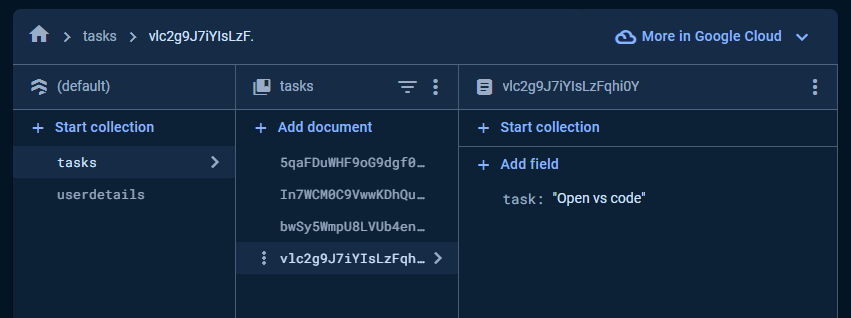 tasks > vlc2g9J7iYIsLzF.
More in Google Cloud
(default)
tasks
vlc2g9J7iYIsLzFqhi0Y
+ Start collection
+ Add document
+ Start collection
tasks
userdetails
5qaFDuWHF9oG9dgf0…
In7WCM0C9VwwKDhQu…
bwSy5WmpU8LVUb4en…
vlc2g9J7iYIsLzFqh…
+ Add field
task: "Open vs code"